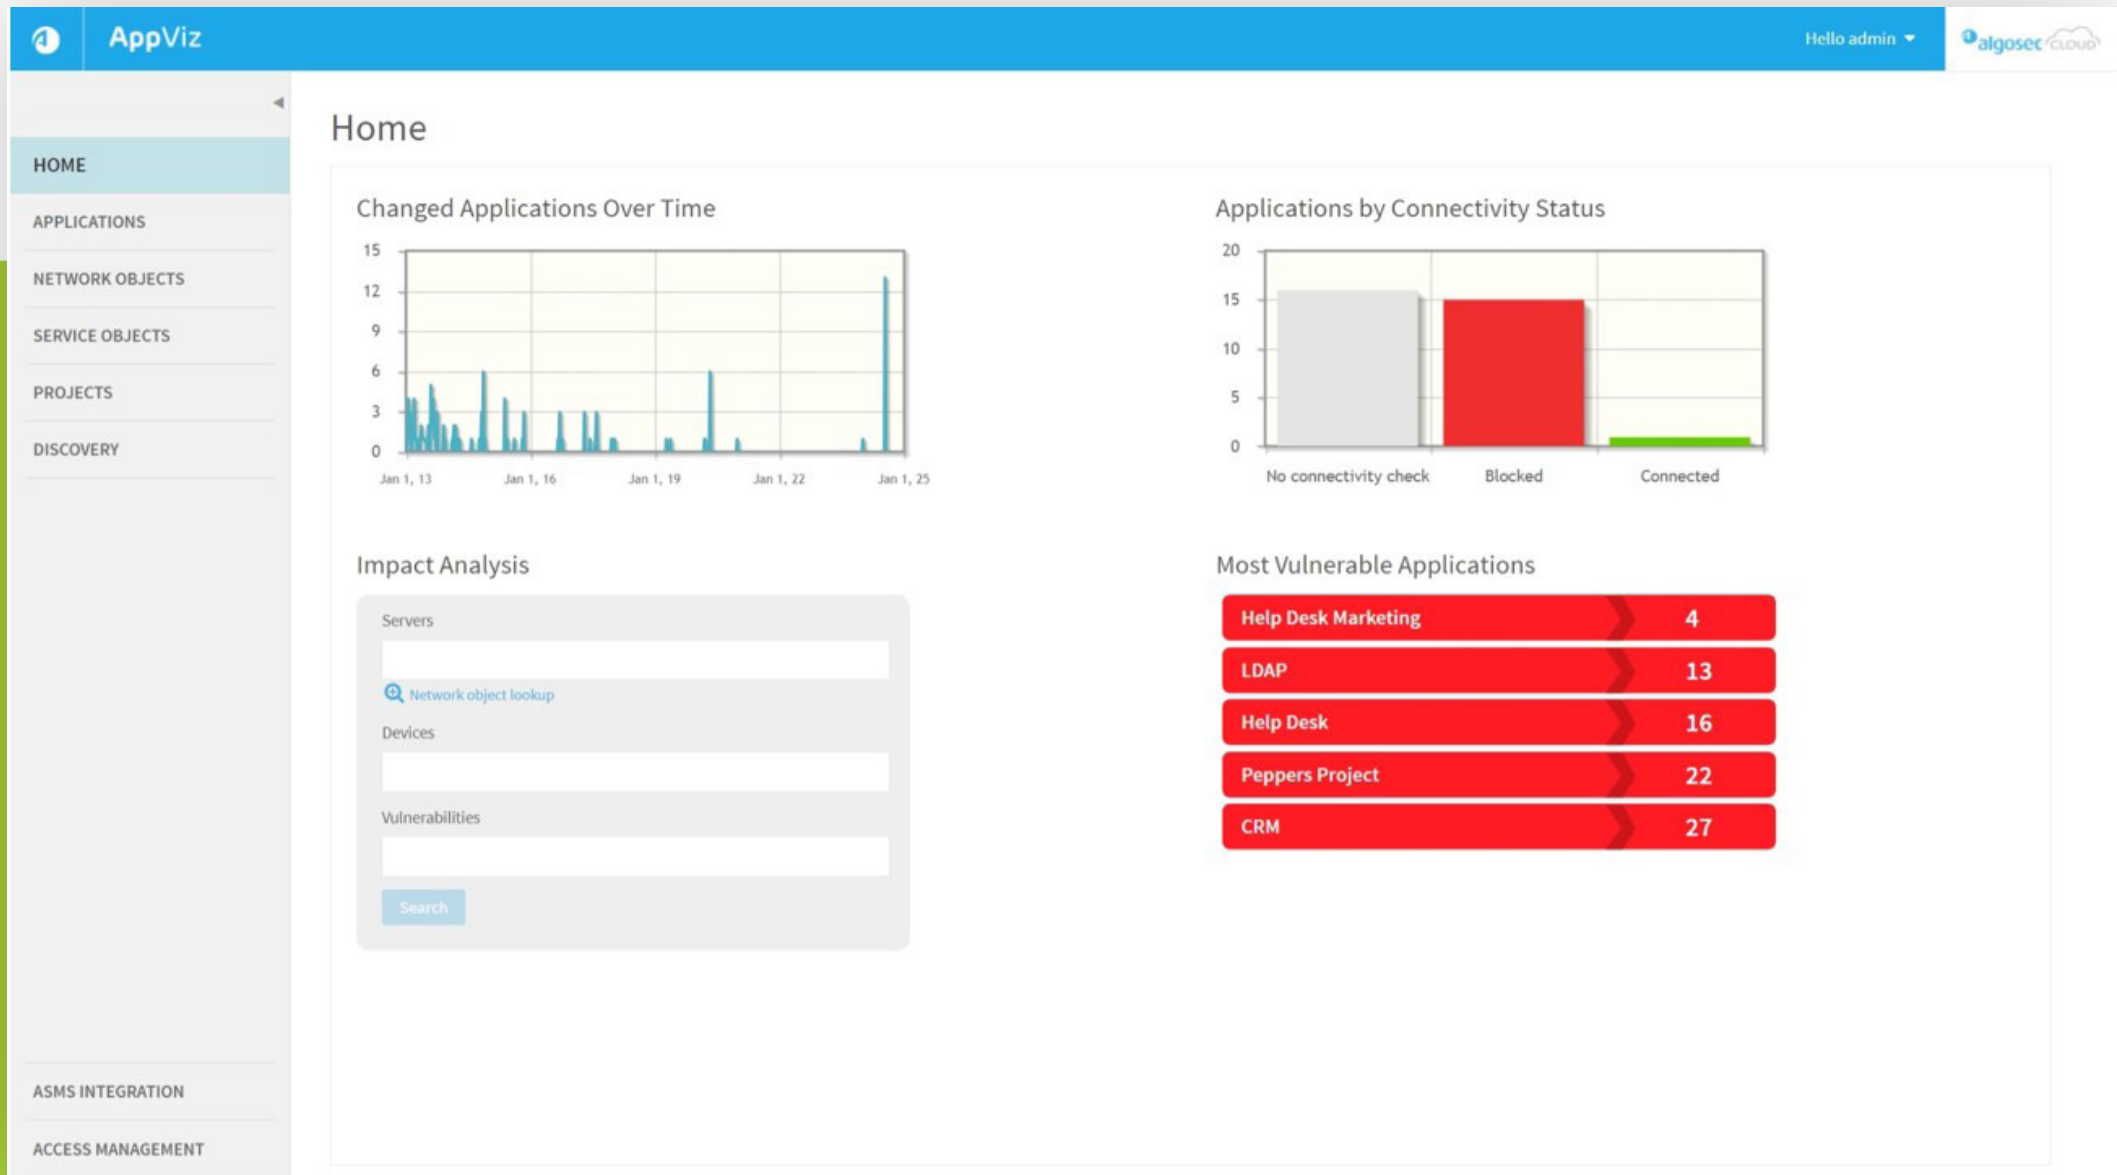 AppViz
Hello admin
algosec CLOUD
HOME
APPLICATIONS
NETWORK OBJECTS
SERVICE OBJECTS
PROJECTS
DISCOVERY
ASMS INTEGRATION
ACCESS MANAGEMENT
Home
Changed Applications Over Time
15
12
9
6
3
0
Jan 1, 13 Jan 1, 16 Jan 1, 19 Jan 1, 22 Jan 1, 25
Applications by Connectivity Status
20
15
10
5
0
No connectivity check Blocked Connected
Impact Analysis
Servers
Network object lookup
Devices
Vulnerabilities
Search
Most Vulnerable Applications
Help Desk Marketing 4
LDAP 13
Help Desk 16
Peppers Project 22
CRM 27